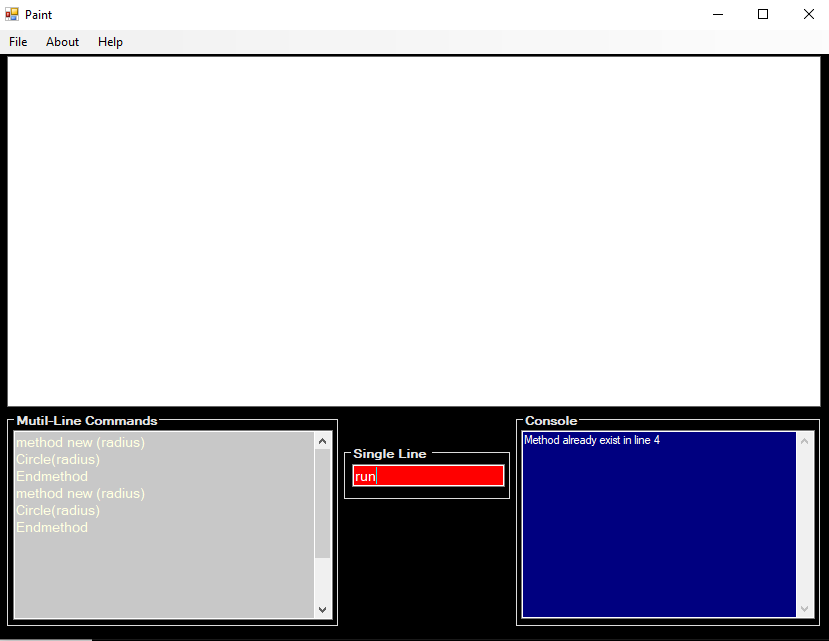 Paint
File About Help
Mutil-Line Commands
method new (radius)
Circle(radius)
Endmethod
method new (radius)
Circle(radius)
Endmethod
Single Line
run
Console
Method already exist in line 4